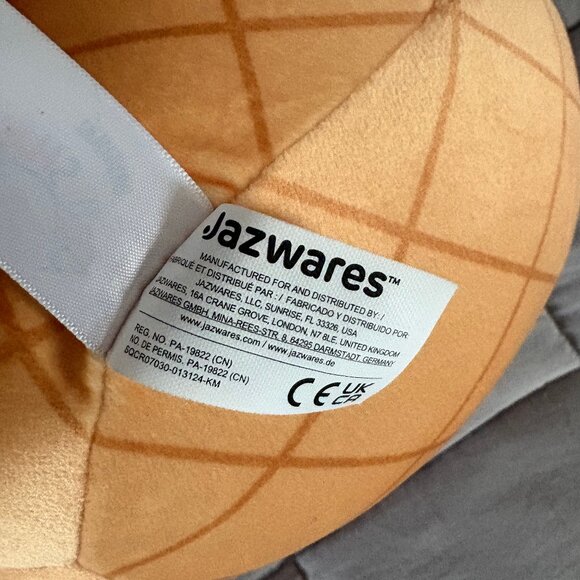 Jazwares™
MANUFACTURED FOR AND DISTRIBUTED BY: /
FABRIQUÉ ET DISTRIBUÉ PAR : / FABRICADO Y DISTRIBUIDO POR:
JAZWARES, LLC, SUNRISE, FL 33326, USA
JAZWARES, 16A CRANE GROVE, LONDON, N7 8LE, UNITED KINGDOM
JAZWARES GMBH, MINA-REES-STR. 8, 64295 DARMSTADT, GERMANY
www.jazwares.com / www.jazwares.de
REG. NO. PA-19822 (CN)
NO. DE PERMIS. PA-19822 (CN)
SQCR07030-013124-KM
CE UK CA